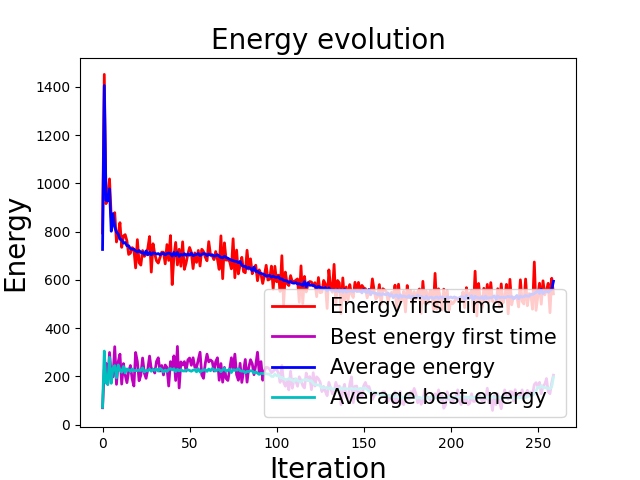 Energy evolution
Energy
1400
1200
1000
800
600
400
200
0
Energy first time
Best energy first time
Average energy
Average best energy
0 50 100 150 200 250
Iteration